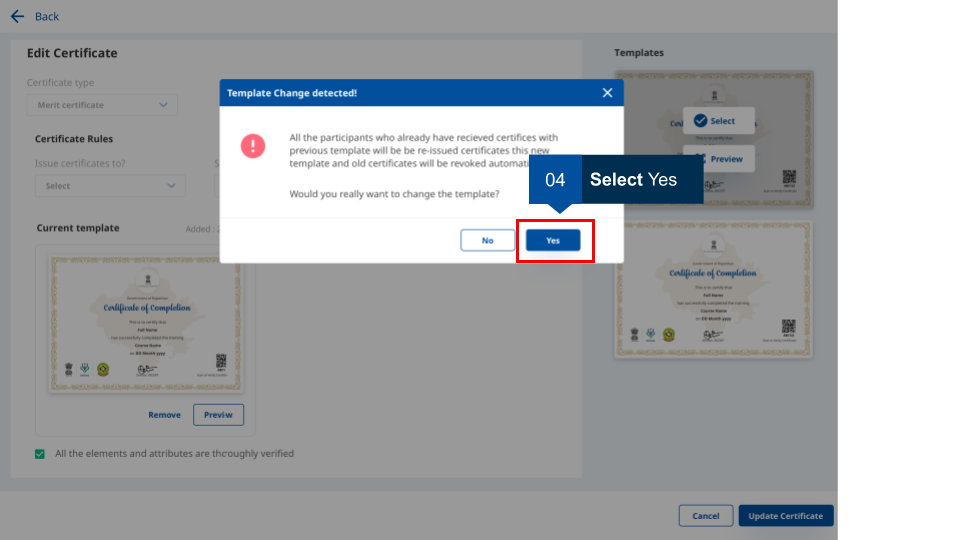 Back
Edit Certificate
Certificate type
Merit certificate
Certificate Rules
Issue certificates to?
S
Select
Current template
Added :
Government of Rajasthan
Certificate of Completion
This is to certify that
Full Name
has successfully completed the training
Course Name
on DD Month yyyy
Remove
Preview
All the elements and attributes are thoroughly verified
Template Change detected!
All the participants who already have recieved certifices with
previous template will be be re-issued certificates this new
template and old certificates will be revoked automati
Would you really want to change the template?
No
Yes
04 Select Yes
Templates
Select
Preview
Government of Rajasthan
Certificate of Completion
This is to certify that
Full Name
has successfully completed the training
Course Name
on DD Month yyyy
Cancel
Update Certificate